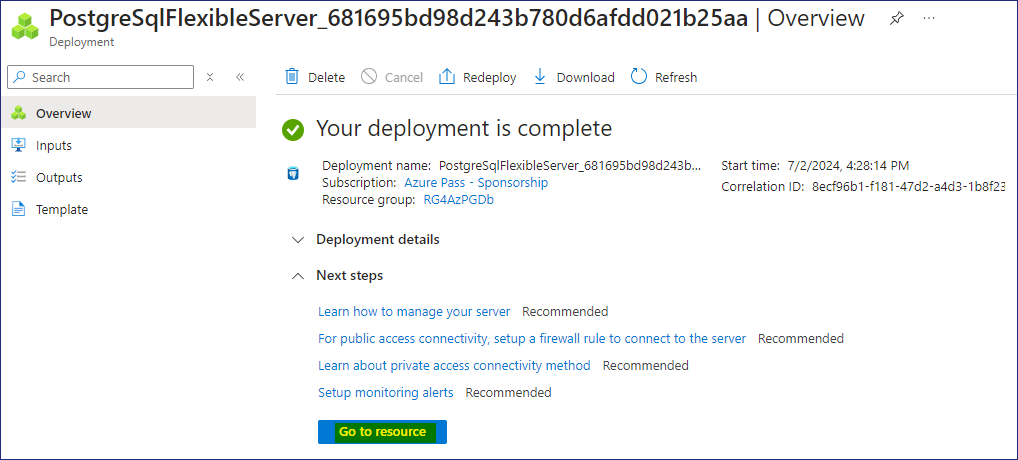 PostgreSqlFlexibleServer_681695bd98d243b780d6afdd021b25aa | Overview
Deployment
Search
Delete Cancel Redeploy Download Refresh
Overview
Inputs
Outputs
Template
Your deployment is complete
Deployment name: PostgreSqlFlexibleServer_681695bd98d243b... Start time: 7/2/2024, 4:28:14 PM
Subscription: Azure Pass - Sponsorship Correlation ID: 8ecf96b1-f181-47d2-a4d3-1b8f23
Resource group: RG4AzPGDb
Deployment details
Next steps
Learn how to manage your server Recommended
For public access connectivity, setup a firewall rule to connect to the server Recommended
Learn about private access connectivity method Recommended
Setup monitoring alerts Recommended
Go to resource